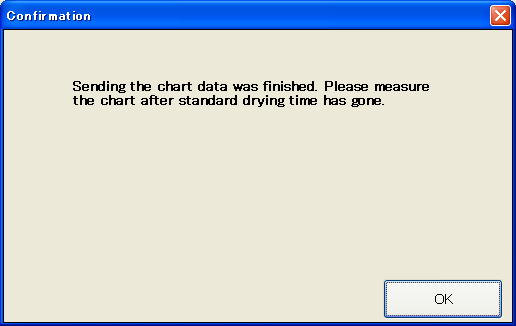 Confirmation
Sending the chart data was finished. Please measure
the chart after standard drying time has gone.
OK